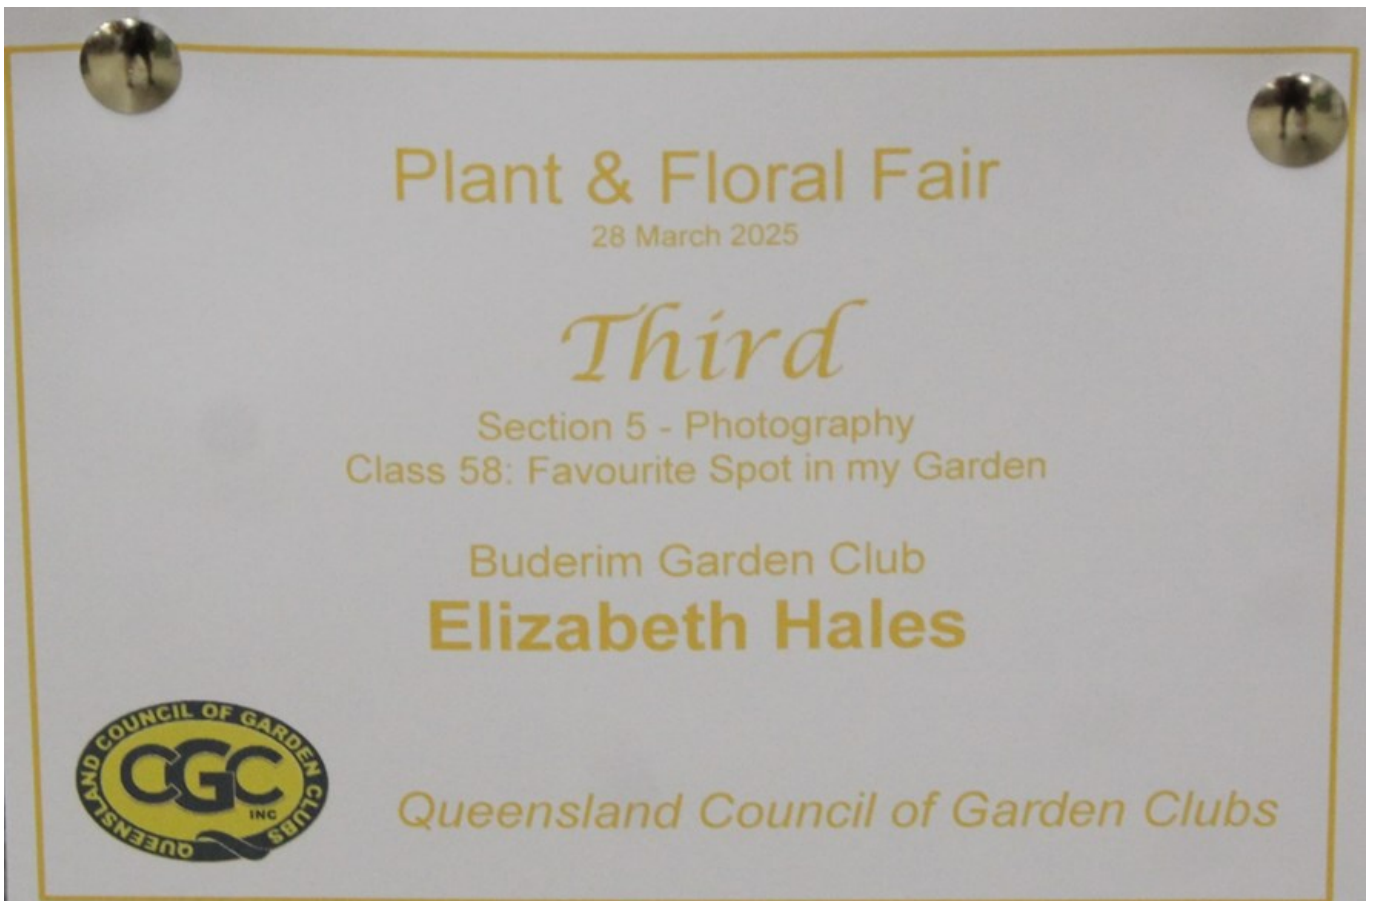 Plant & Floral Fair
28 March 2025
Third
Section 5 - Photography
Class 58: Favourite Spot in my Garden
Buderim Garden Club
Elizabeth Hales
QUEENSLAND COUNCIL OF GARDEN CLUBS
CGC
INC
Queensland Council of Garden Clubs